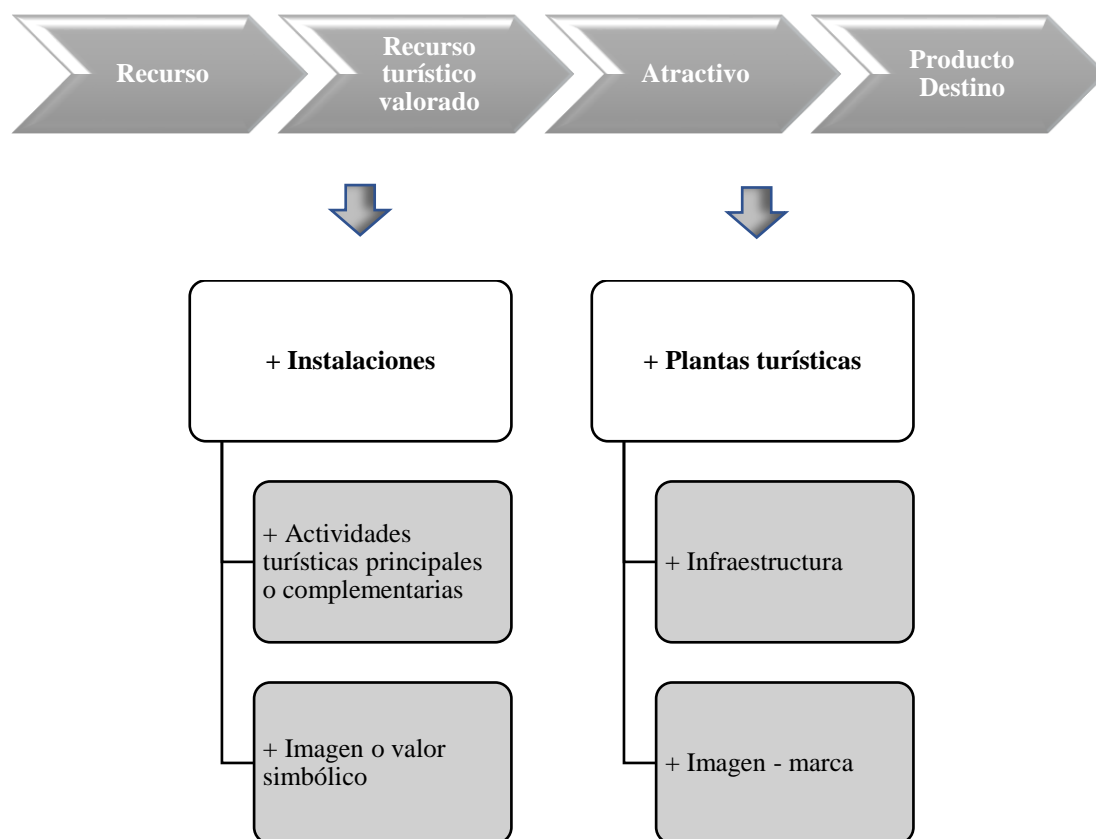 Recurso
Recurso
turístico
valorado
Atractivo
Producto
Destino
+ Instalaciones
+ Plantas turísticas
+ Actividades
turísticas principales
o complementarias
+ Infraestructura
+ Imagen o valor
simbólico
+ Imagen - marca